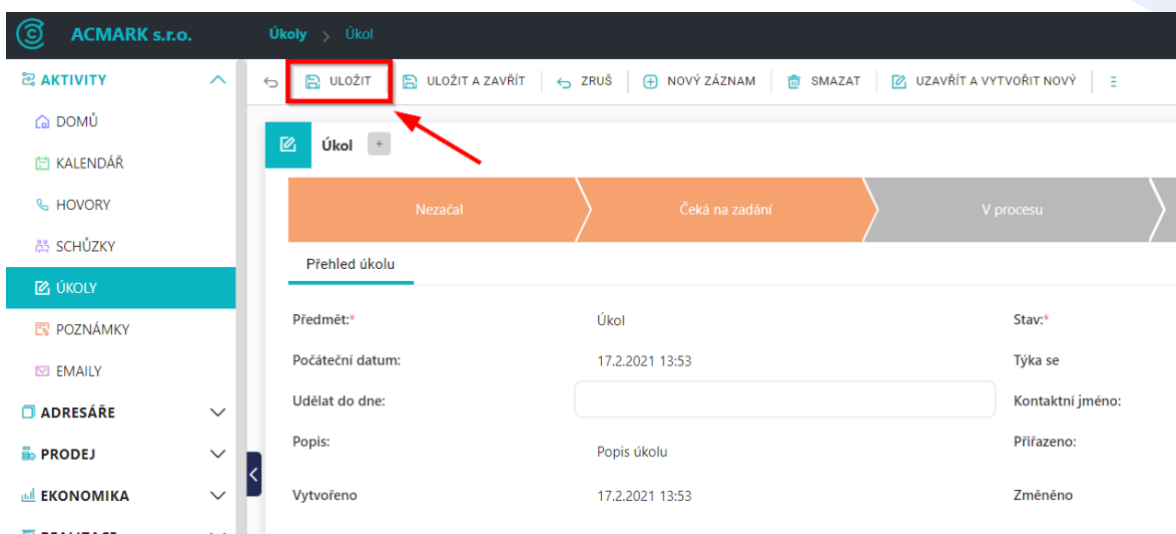 ACMARK s.r.o.
Úkoly > Úkol
AKTIVITY
DOMŮ
KALENDÁŘ
HOVORY
SCHŮZKY
ÚKOLY
POZNÁMKY
EMAILY
ADRESÁŘE
PRODEJ
EKONOMIKA
REALIZACE
ULOŽIT
ULOŽIT A ZAVŘÍT
ZRUŠ
NOVÝ ZÁZNAM
SMAZAT
UZAVŘÍT A VYTVOŘIT NOVÝ
Úkol +
Nezačal
Čeká na zadání
V procesu
Přehled úkolu
Předmět:* Úkol Stav:*
Počáteční datum: 17.2.2021 13:53 Týka se
Udělat do dne: Kontaktní jméno:
Popis: Popis úkolu Přiřazeno:
Vytvořeno 17.2.2021 13:53 Změněno